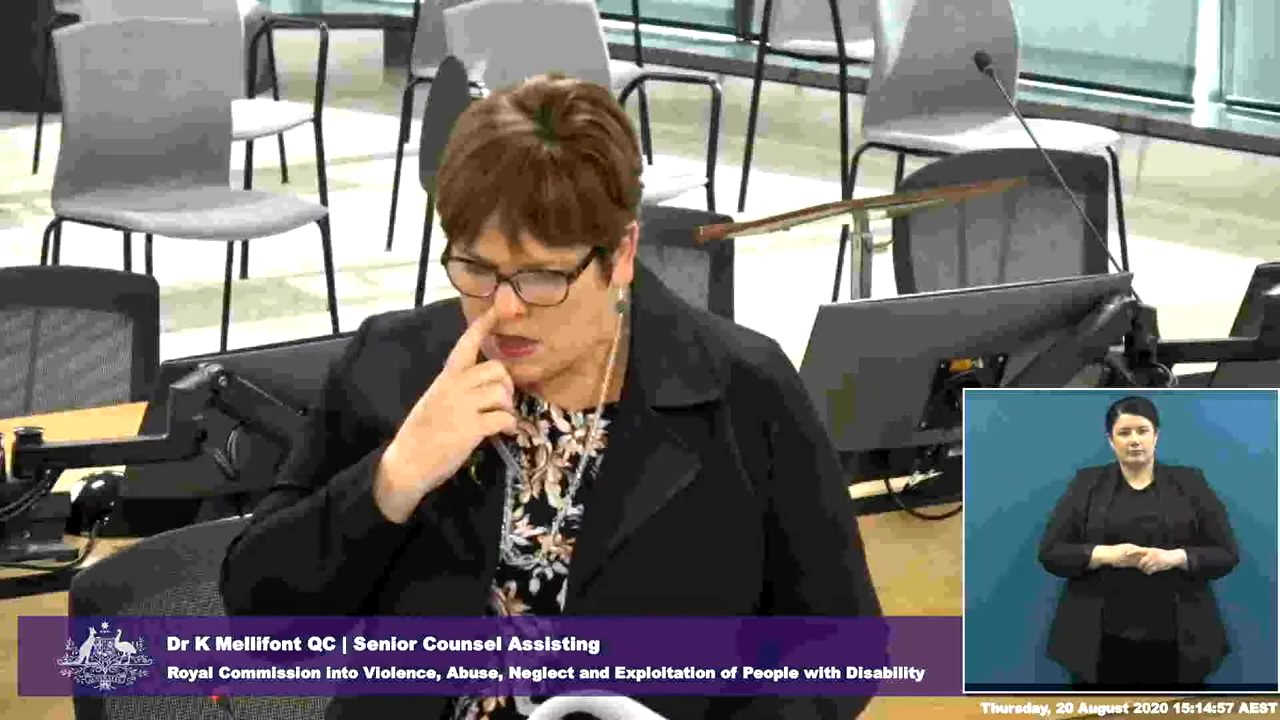 Dr K Mellifont QC | Senior Counsel Assisting
Royal Commission into Violence, Abuse, Neglect and Exploitation of People with Disability
Thursday, 20 August 2020 15:14:57 AEST